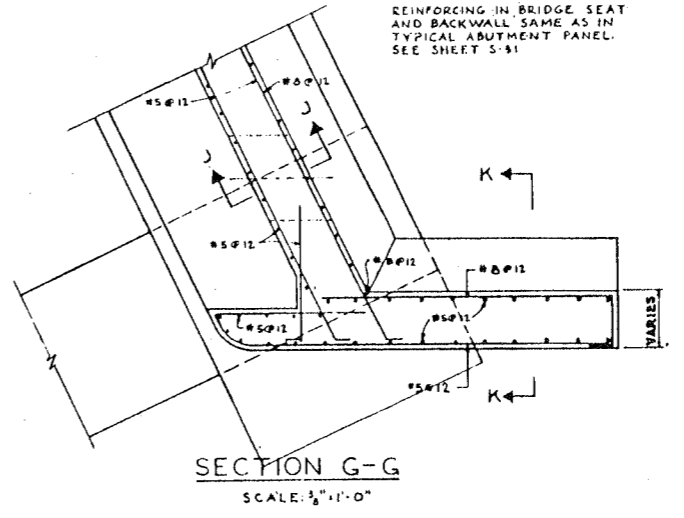 REINFORCING IN BRIDGE SEAT
AND BACKWALL SAME AS IN
TYPICAL ABUTMENT PANEL.
SEE SHEET S-31
#5@12
#8@12
J
J
K
#5@12
#8@12
#8@12
#5@12
#5@12
VARIES
#5@12
K
SECTION G-G
SCALE: 3/8"=1'-0"